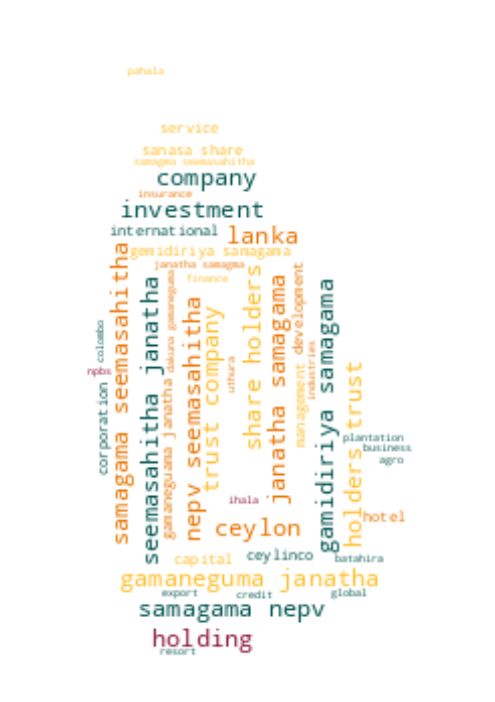 pahala
service
sanasa share
samagma seemasahitha
company
insurance
investment
international
lanka
gemidiriya samagama
janatha samagma
finance
samagama seemasahitha
seemasahitha janatha
dakuna gamaneguma
gamaneguama janatha
nepv seemasahitha
trust company
uthura
share holders
janatha samagama
management development
industries
gamidiriya samagama
holders trust
colombo
npbs
corporation
plantation
business
agro
ihala
hotel
ceylon
capital
ceylinco
batahira
gamaneguma janatha
export
credit
global
samagama nepv
holding
resort